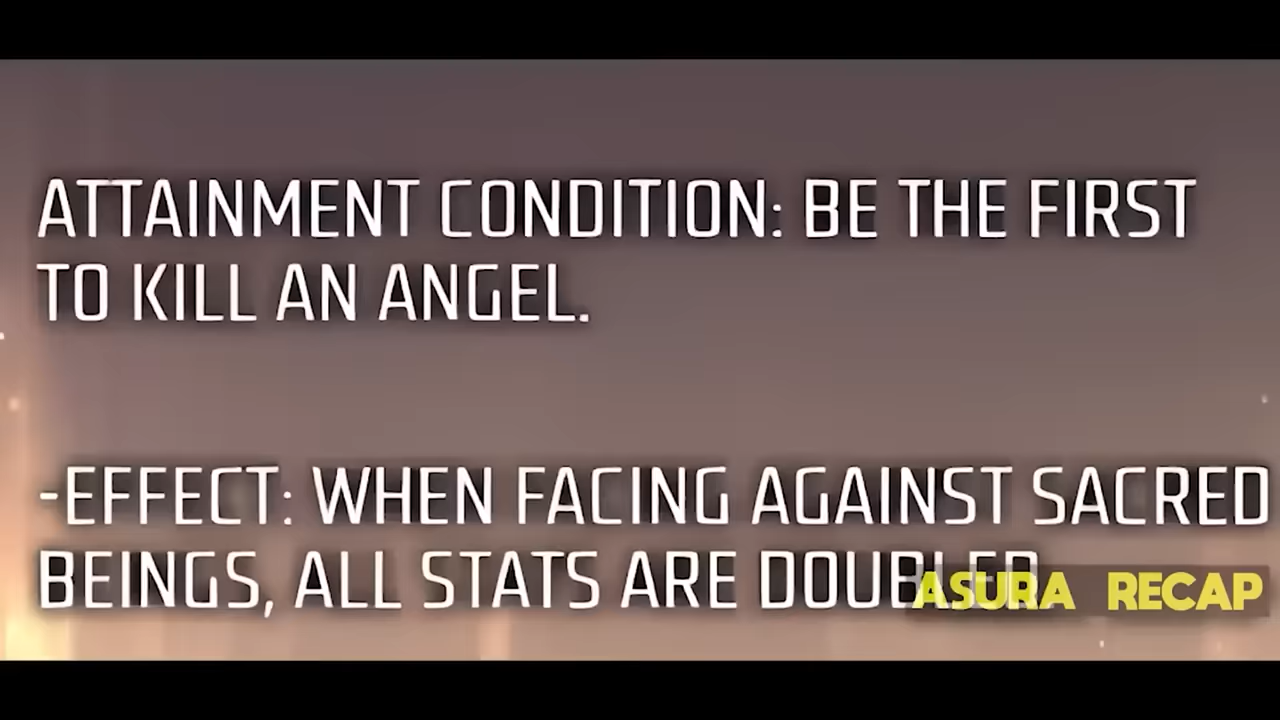 ATTAINMENT CONDITION: BE THE FIRST
TO KILL AN ANGEL.
-EFFECT: WHEN FACING AGAINST SACRED
BEINGS, ALL STATS ARE DOUBLED
ASURA RECAP